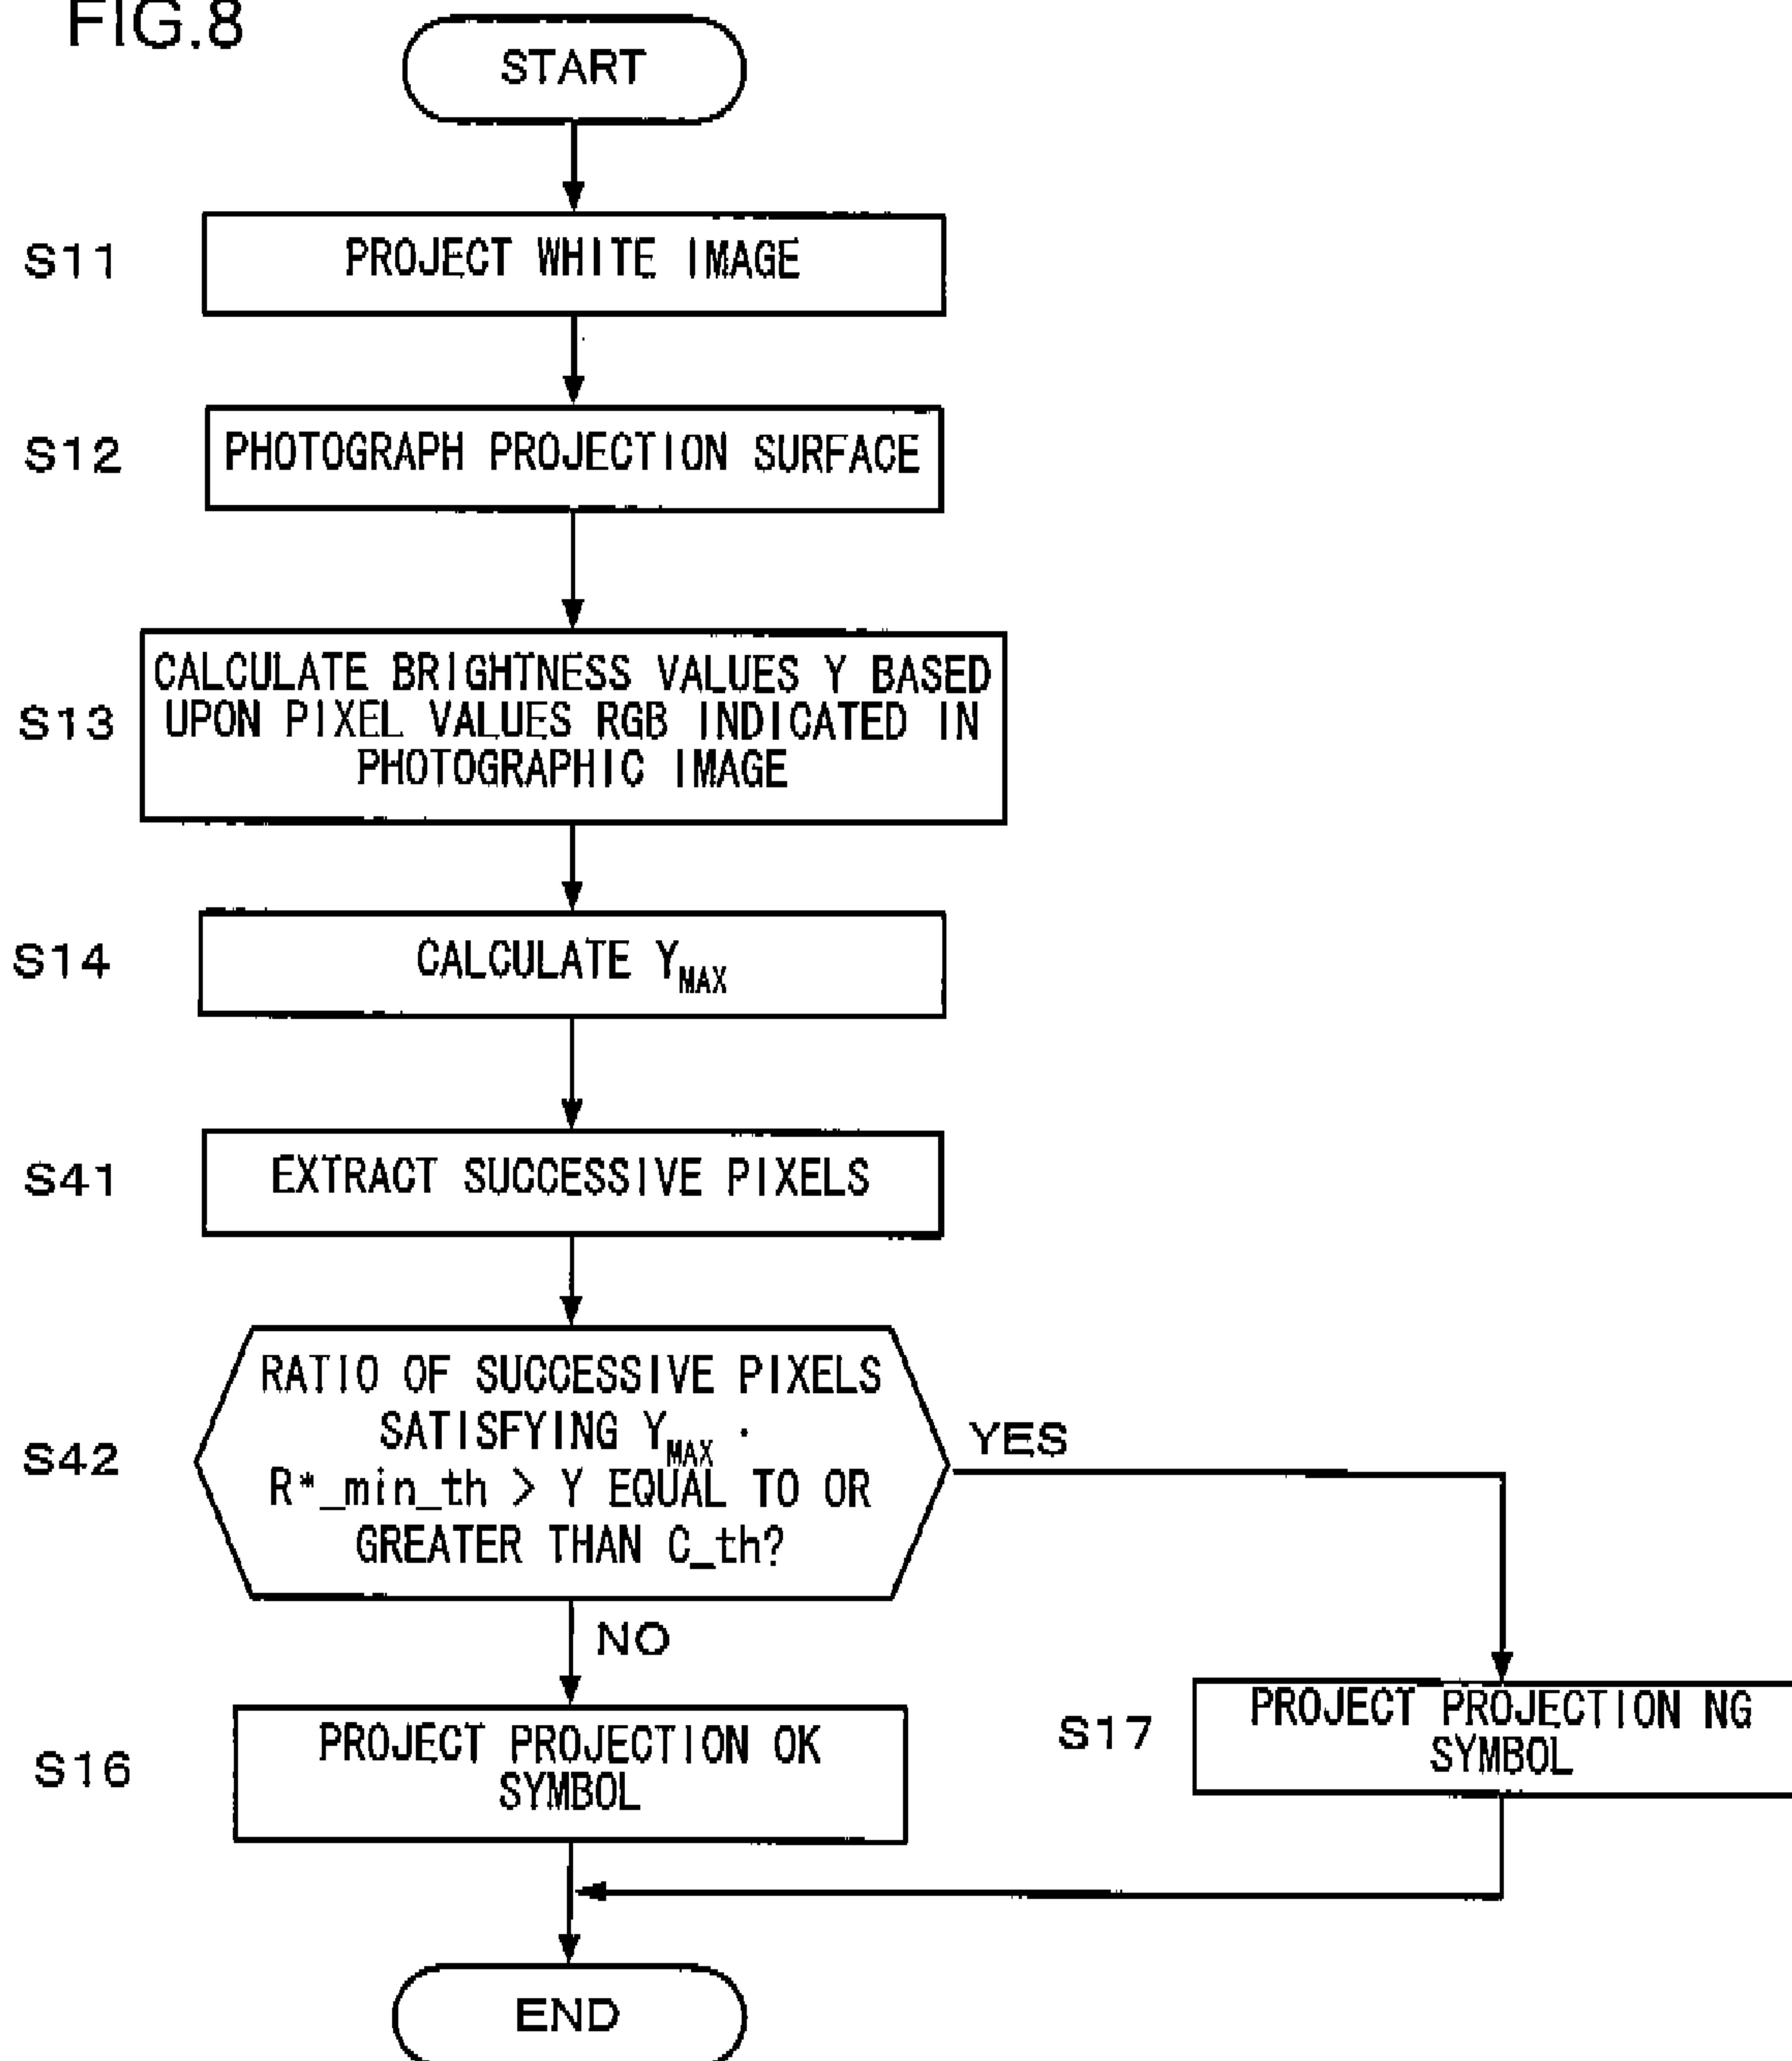 FIG.8
START
S11
PROJECT WHITE IMAGE
S12
PHOTOGRAPH PROJECTION SURFACE
S13
CALCULATE BRIGHTNESS VALUES Y BASED
UPON PIXEL VALUES RGB INDICATED IN
PHOTOGRAPHIC IMAGE
S14
CALCULATE YMAX
S41
EXTRACT SUCCESSIVE PIXELS
S42
RATIO OF SUCCESSIVE PIXELS
SATISFYING YMAX ·
R*_min_th > Y EQUAL TO OR
GREATER THAN C_th?
YES
NO
S16
PROJECT PROJECTION OK
SYMBOL
S17
PROJECT PROJECTION NG
SYMBOL
END